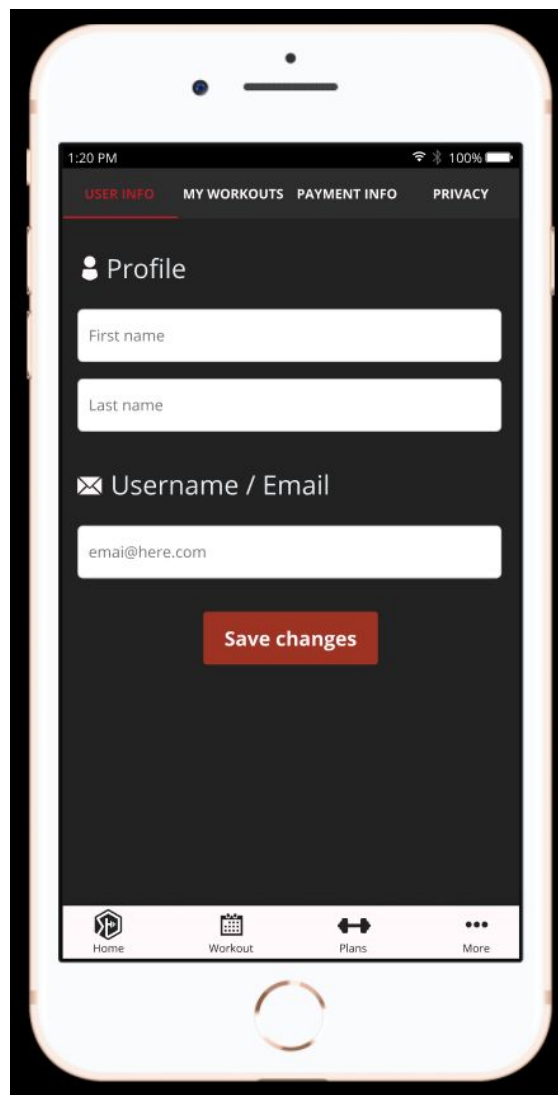 1:20 PM 100%
USER INFO MY WORKOUTS PAYMENT INFO PRIVACY
Profile
First name
Last name
Username / Email
emai@here.com
Save changes
Home Workout Plans More